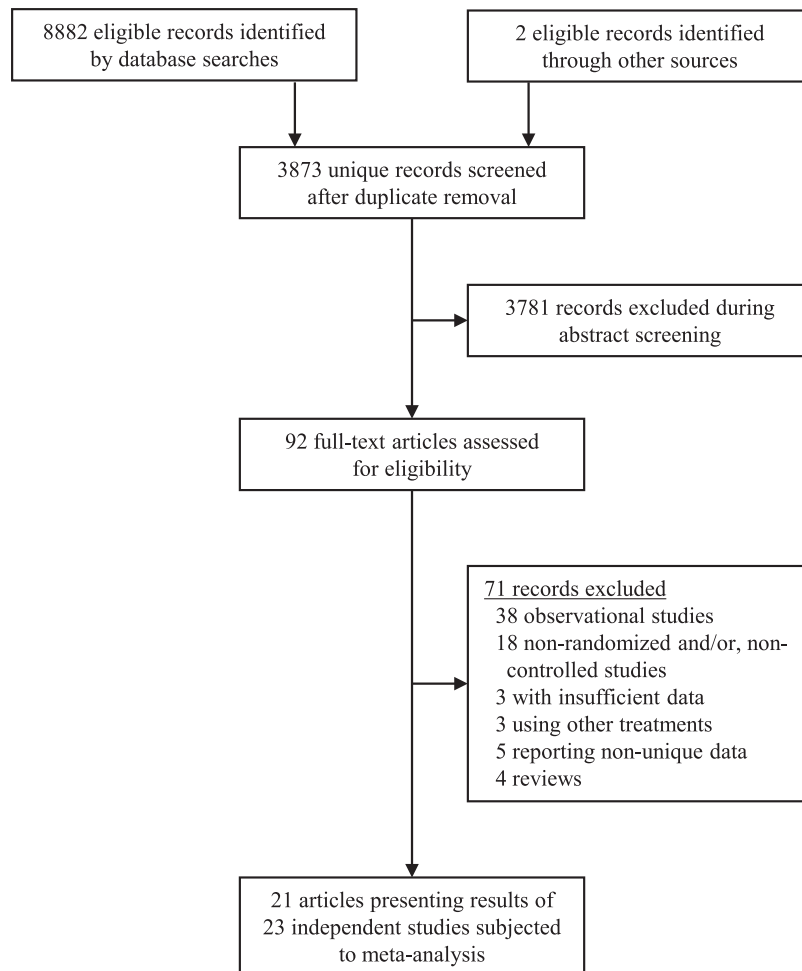 8882 eligible records identified
by database searches
2 eligible records identified
through other sources
3873 unique records screened
after duplicate removal
3781 records excluded during
abstract screening
92 full-text articles assessed
for eligibility
71 records excluded
38 observational studies
18 non-randomized and/or, non-
controlled studies
3 with insufficient data
3 using other treatments
5 reporting non-unique data
4 reviews
21 articles presenting results of
23 independent studies subjected
to meta-analysis